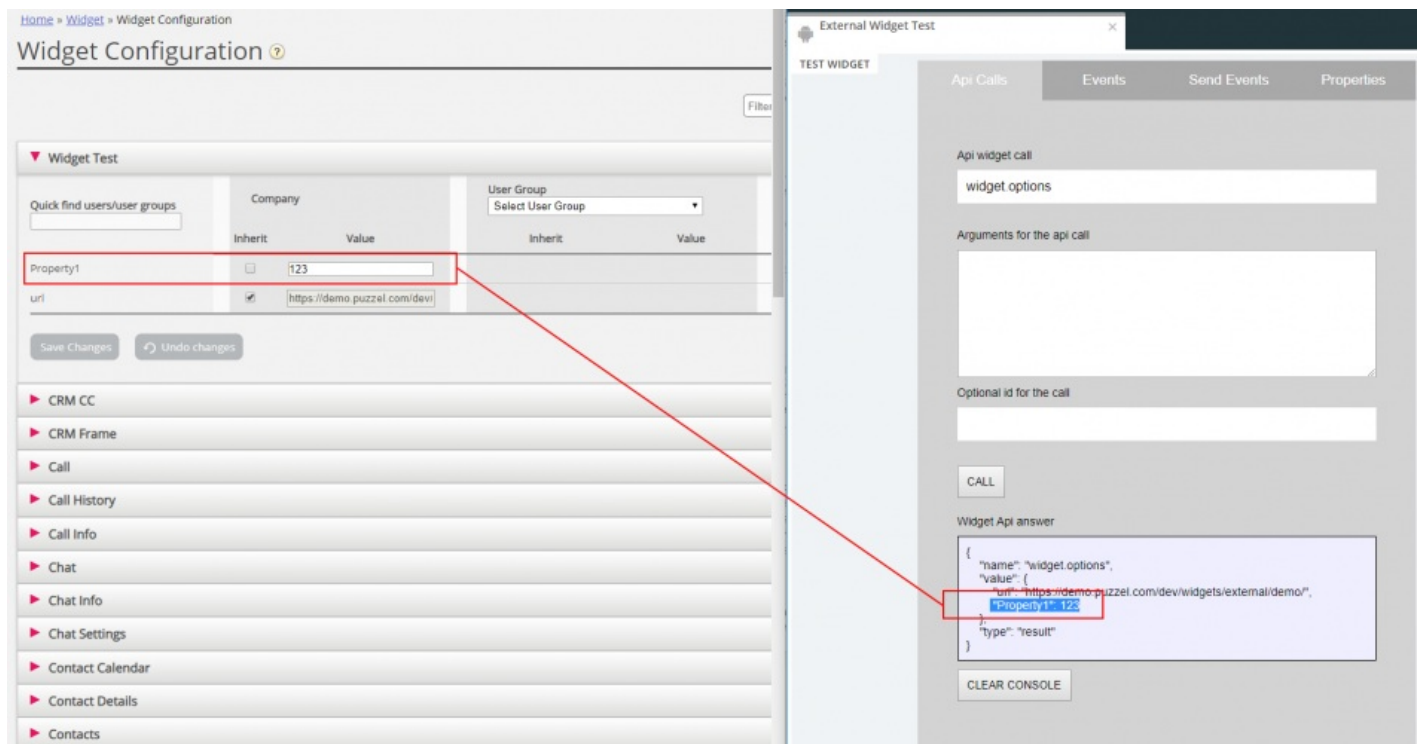 Home » Widget » Widget Configuration
Widget Configuration ?
Filter
Widget Test
Quick find users/user groups
Company
User Group
Select User Group
Inherit Value
Inherit Value
Property1 123
url https://demo.puzzel.com/devi
Save Changes Undo changes
CRM CC
CRM Frame
Call
Call History
Call Info
Chat
Chat Info
Chat Settings
Contact Calendar
Contact Details
Contacts
External Widget Test ×
TEST WIDGET
Api Calls Events Send Events Properties
Api widget call
widget.options
Arguments for the api call
Optional id for the call
CALL
Widget Api answer
{
"name": "widget.options",
"value": {
"url": "https://demo.puzzel.com/dev/widgets/external/demo/",
"Property1": 123
},
"type": "result"
}
CLEAR CONSOLE